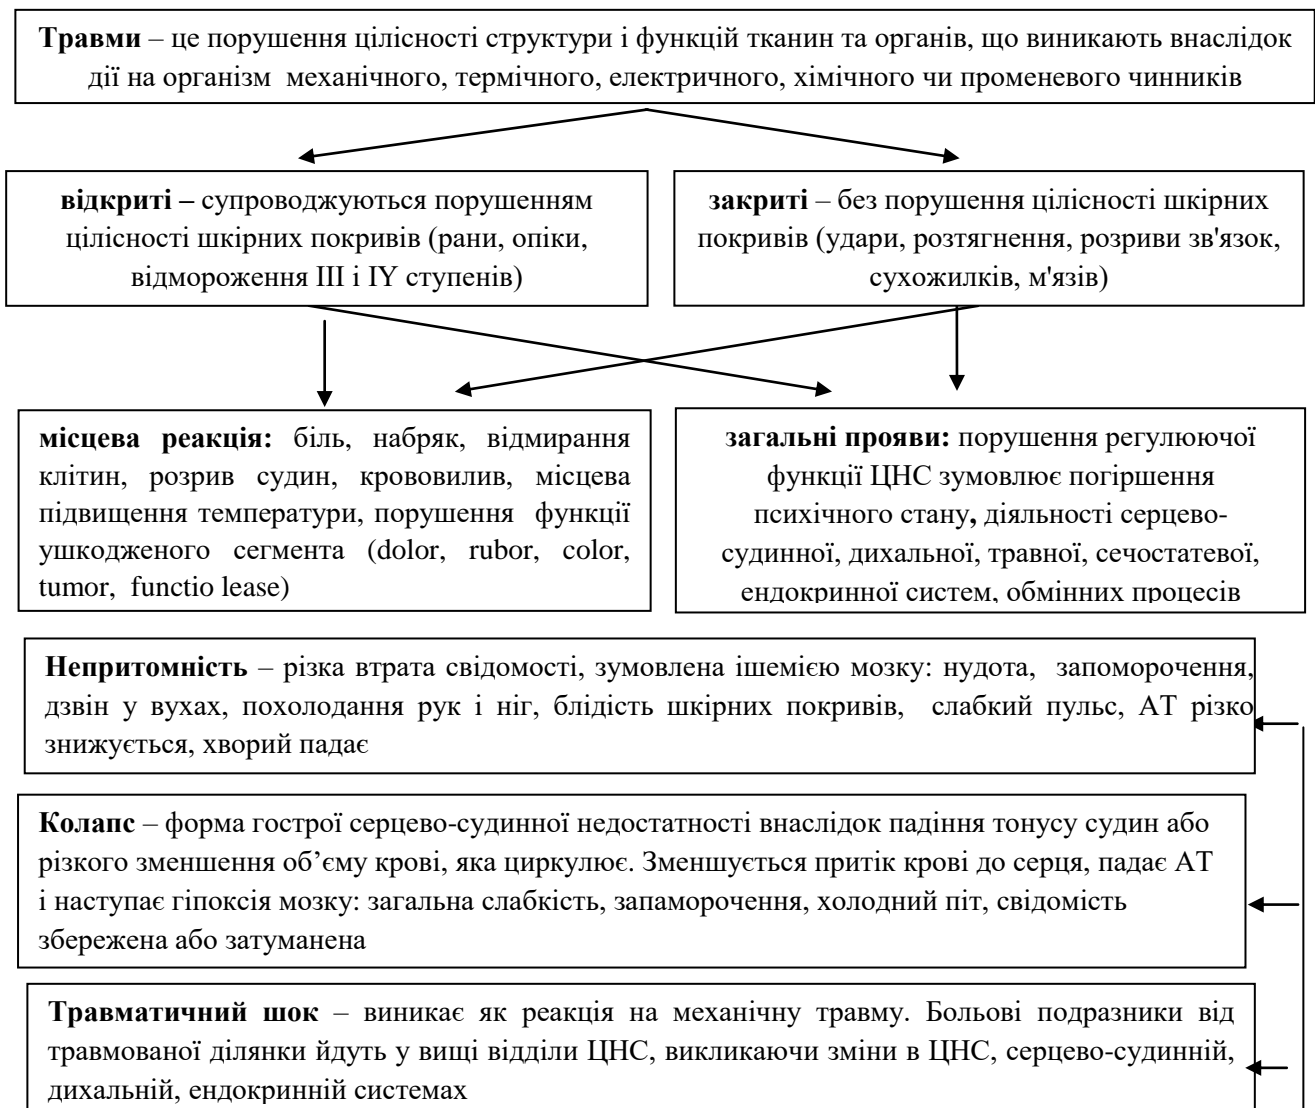 Травми – це порушення цілісності структури і функцій тканин та органів, що виникають внаслідок
дії на організм механічного, термічного, електричного, хімічного чи променевого чинників
відкриті – супроводжуються порушенням
цілісності шкірних покривів (рани, опіки,
відмороження III і IY ступенів)
закриті – без порушення цілісності шкірних
покривів (удари, розтягнення, розриви зв'язок,
сухожилків, м'язів)
місцева реакція: біль, набряк, відмирання
клітин, розрив судин, крововилив, місцева
підвищення температури, порушення функції
ушкодженого сегмента (dolor, rubor, color,
tumor, functio lease)
загальні прояви: порушення регулюючої
функції ЦНС зумовлює погіршення
психічного стану, діяльності серцево-
судинної, дихальної, травної, сечостатевої,
ендокринної систем, обмінних процесів
Непритомність – різка втрата свідомості, зумовлена ішемією мозку: нудота, запоморочення,
дзвін у вухах, похолодання рук і ніг, блідість шкірних покривів, слабкий пульс, АТ різко
знижується, хворий падає
Колапс – форма гострої серцево-судинної недостатності внаслідок падіння тонусу судин або
різкого зменшення об’єму крові, яка циркулює. Зменшується притік крові до серця, падає АТ
і наступає гіпоксія мозку: загальна слабкість, запаморочення, холодний піт, свідомість
збережена або затуманена
Травматичний шок – виникає як реакція на механічну травму. Больові подразники від
травмованої ділянки йдуть у вищі відділи ЦНС, викликаючи зміни в ЦНС, серцево-судинній,
дихальній, ендокринній системах